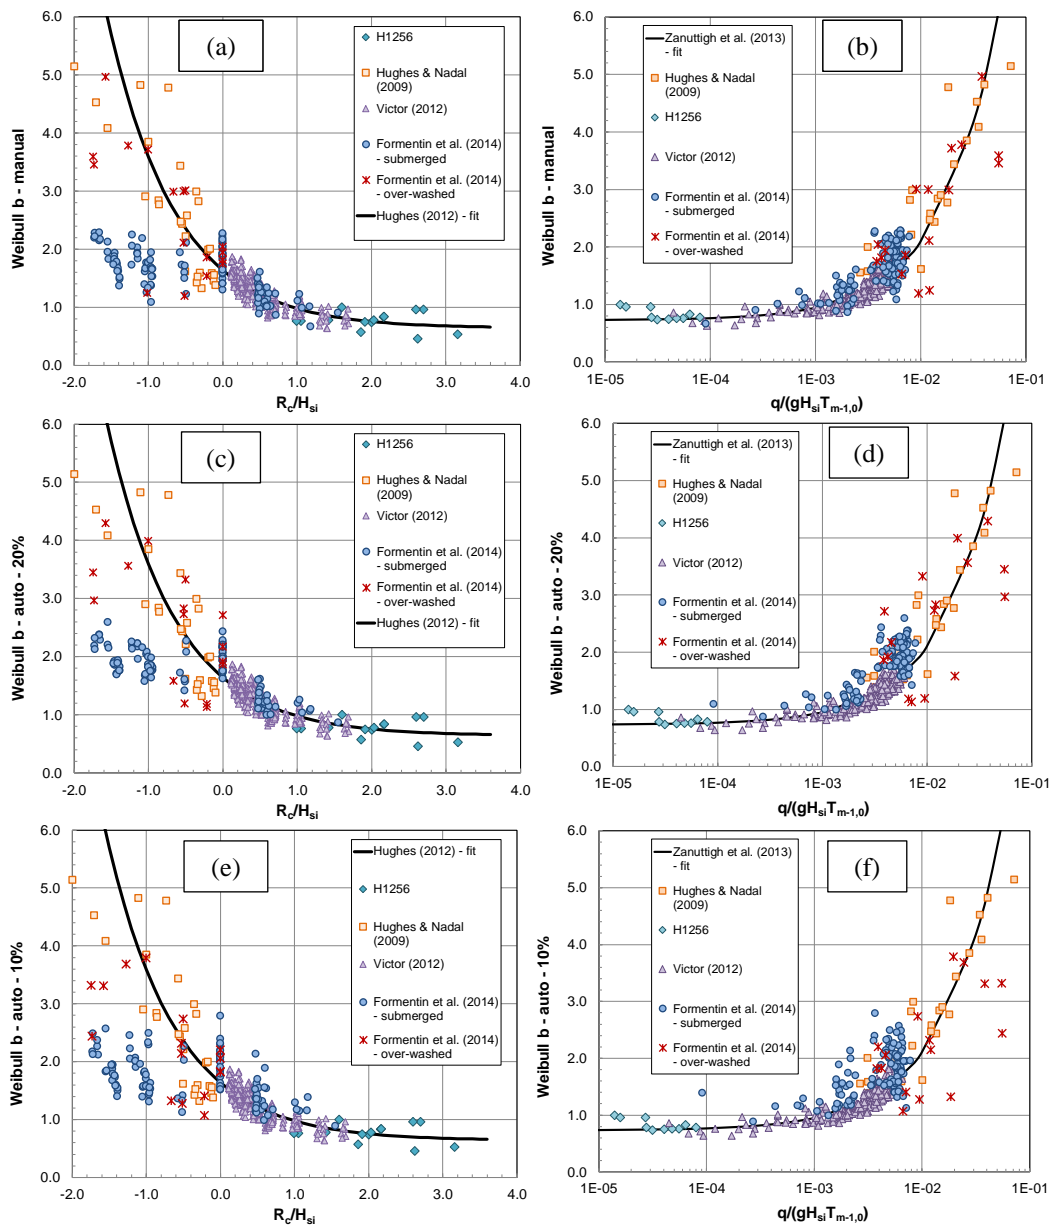 (a)
6.0
5.0
4.0
3.0
2.0
1.0
0.0
Weibull b - manual
-2.0 -1.0 0.0 1.0 2.0 3.0 4.0
Rc/Hsi
H1256
Hughes & Nadal
(2009)
Victor (2012)
Formentin et al. (2014)
- submerged
Formentin et al. (2014)
- over-washed
Hughes (2012) - fit
(b)
6.0
5.0
4.0
3.0
2.0
1.0
0.0
Weibull b - manual
1E-05 1E-04 1E-03 1E-02 1E-01
q/(gHsiTm-1,0)
Zanuttigh et al. (2013)
- fit
Hughes & Nadal
(2009)
H1256
Victor (2012)
Formentin et al. (2014)
- submerged
Formentin et al. (2014)
- over-washed
(c)
6.0
5.0
4.0
3.0
2.0
1.0
0.0
Weibull b - auto - 20%
-2.0 -1.0 0.0 1.0 2.0 3.0 4.0
Rc/Hsi
H1256
Hughes & Nadal
(2009)
Victor (2012)
Formentin et al. (2014)
- submerged
Formentin et al. (2014)
- over-washed
Hughes (2012) - fit
(d)
6.0
5.0
4.0
3.0
2.0
1.0
0.0
Weibull b - auto - 20%
1E-05 1E-04 1E-03 1E-02 1E-01
q/(gHsiTm-1,0)
Zanuttigh et al. (2013)
- fit
Hughes & Nadal
(2009)
H1256
Victor (2012)
Formentin et al. (2014)
- submerged
Formentin et al. (2014)
- over-washed
(e)
6.0
5.0
4.0
3.0
2.0
1.0
0.0
Weibull b - auto - 10%
-2.0 -1.0 0.0 1.0 2.0 3.0 4.0
Rc/Hsi
Hughes (2012) - fit
H1256
Hughes & Nadal
(2009)
Victor (2012)
Formentin et al. (2014)
- submerged
Formentin et al. (2014)
- over-washed
(f)
6.0
5.0
4.0
3.0
2.0
1.0
0.0
Weibull b - auto - 10%
1E-05 1E-04 1E-03 1E-02 1E-01
q/(gHsiTm-1,0)
Zanuttigh et al. (2013)
- fit
Hughes & Nadal
(2009)
H1256
Victor (2012)
Formentin et al. (2014)
- submerged
Formentin et al. (2014)
- over-washed